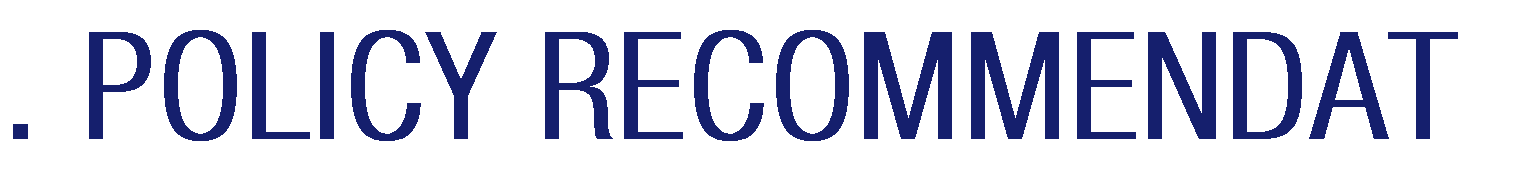 . POLICY RECOMMENDAT